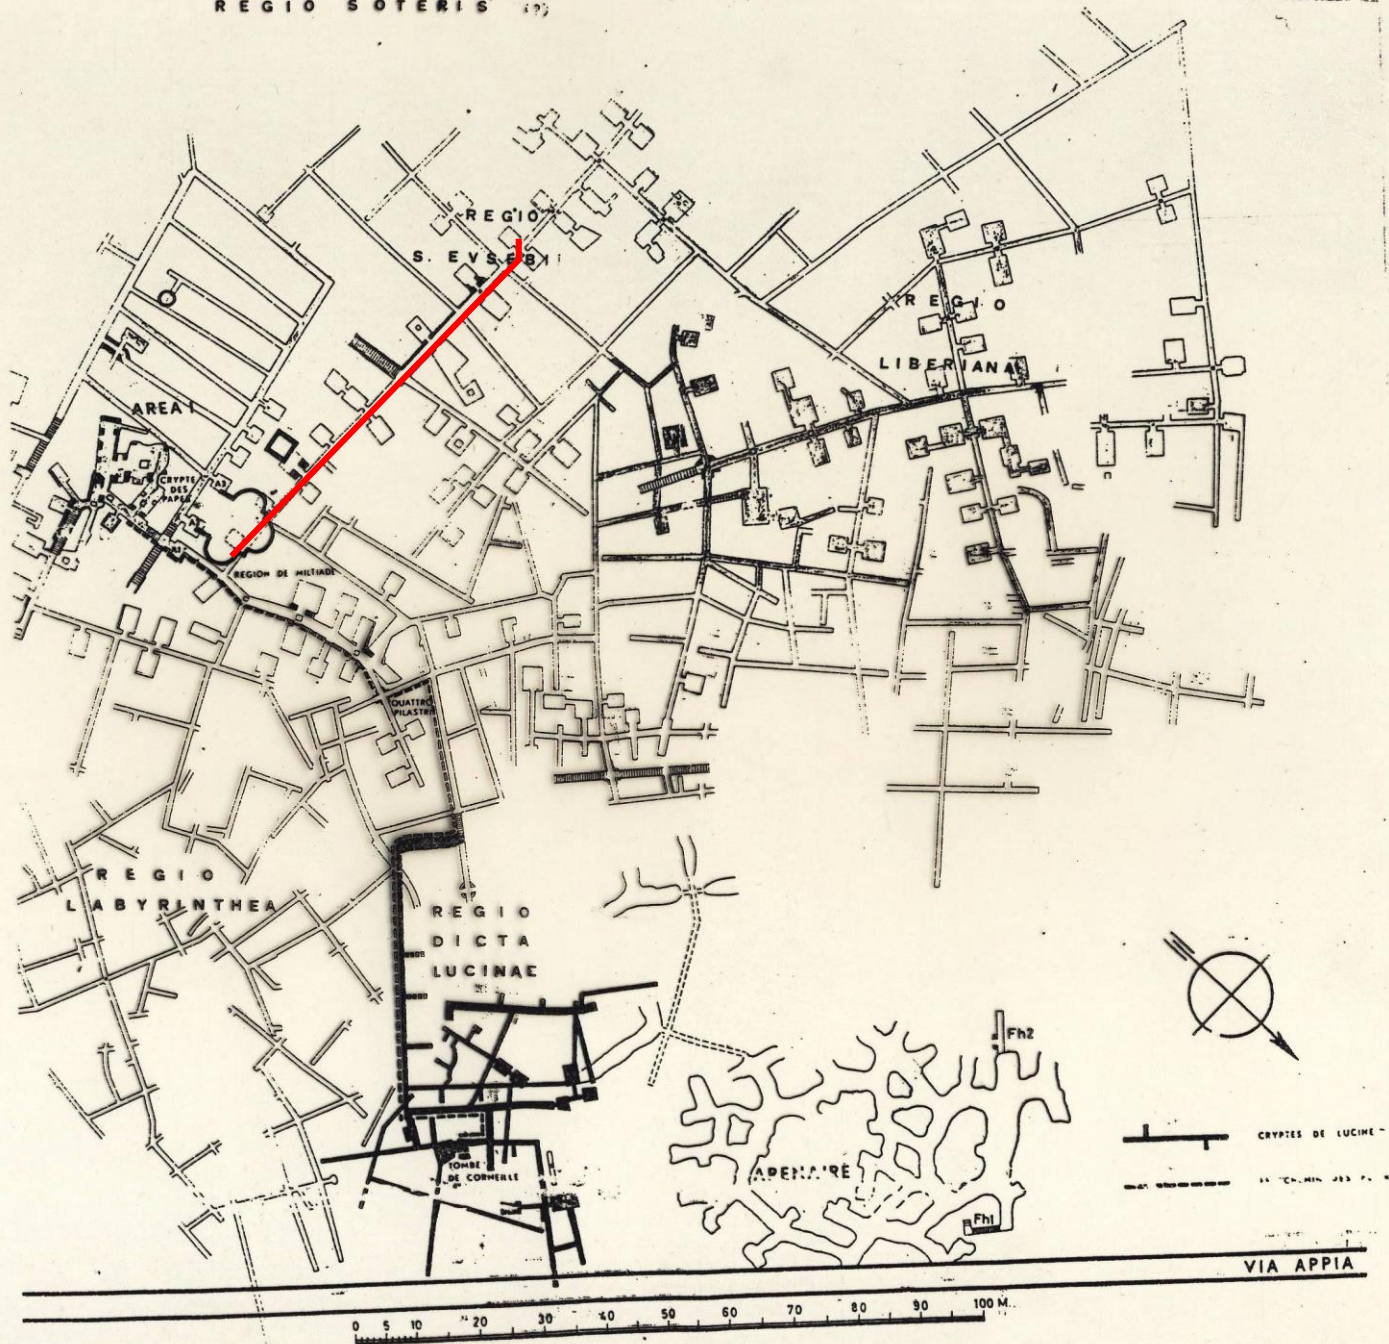 REGIO SOTERIS (?)
REGIO
S. EVSEBII
REGIO
LIBERIANA
AREA I
CRYPTE
DES
PAPES
A3
A3
REGION DE MILTIADE
QUATTRO
PILASTRI
REGIO
LABYRINTHEA
REGIO
DICTA
LUCINAE
Fh2
TOMBE
DE CORNEILLE
ARENAIRE
Fh1
CRYPTES DE LUCINE -
VIA APPIA
0 5 10 20 30 40 50 60 70 80 90 100 M.